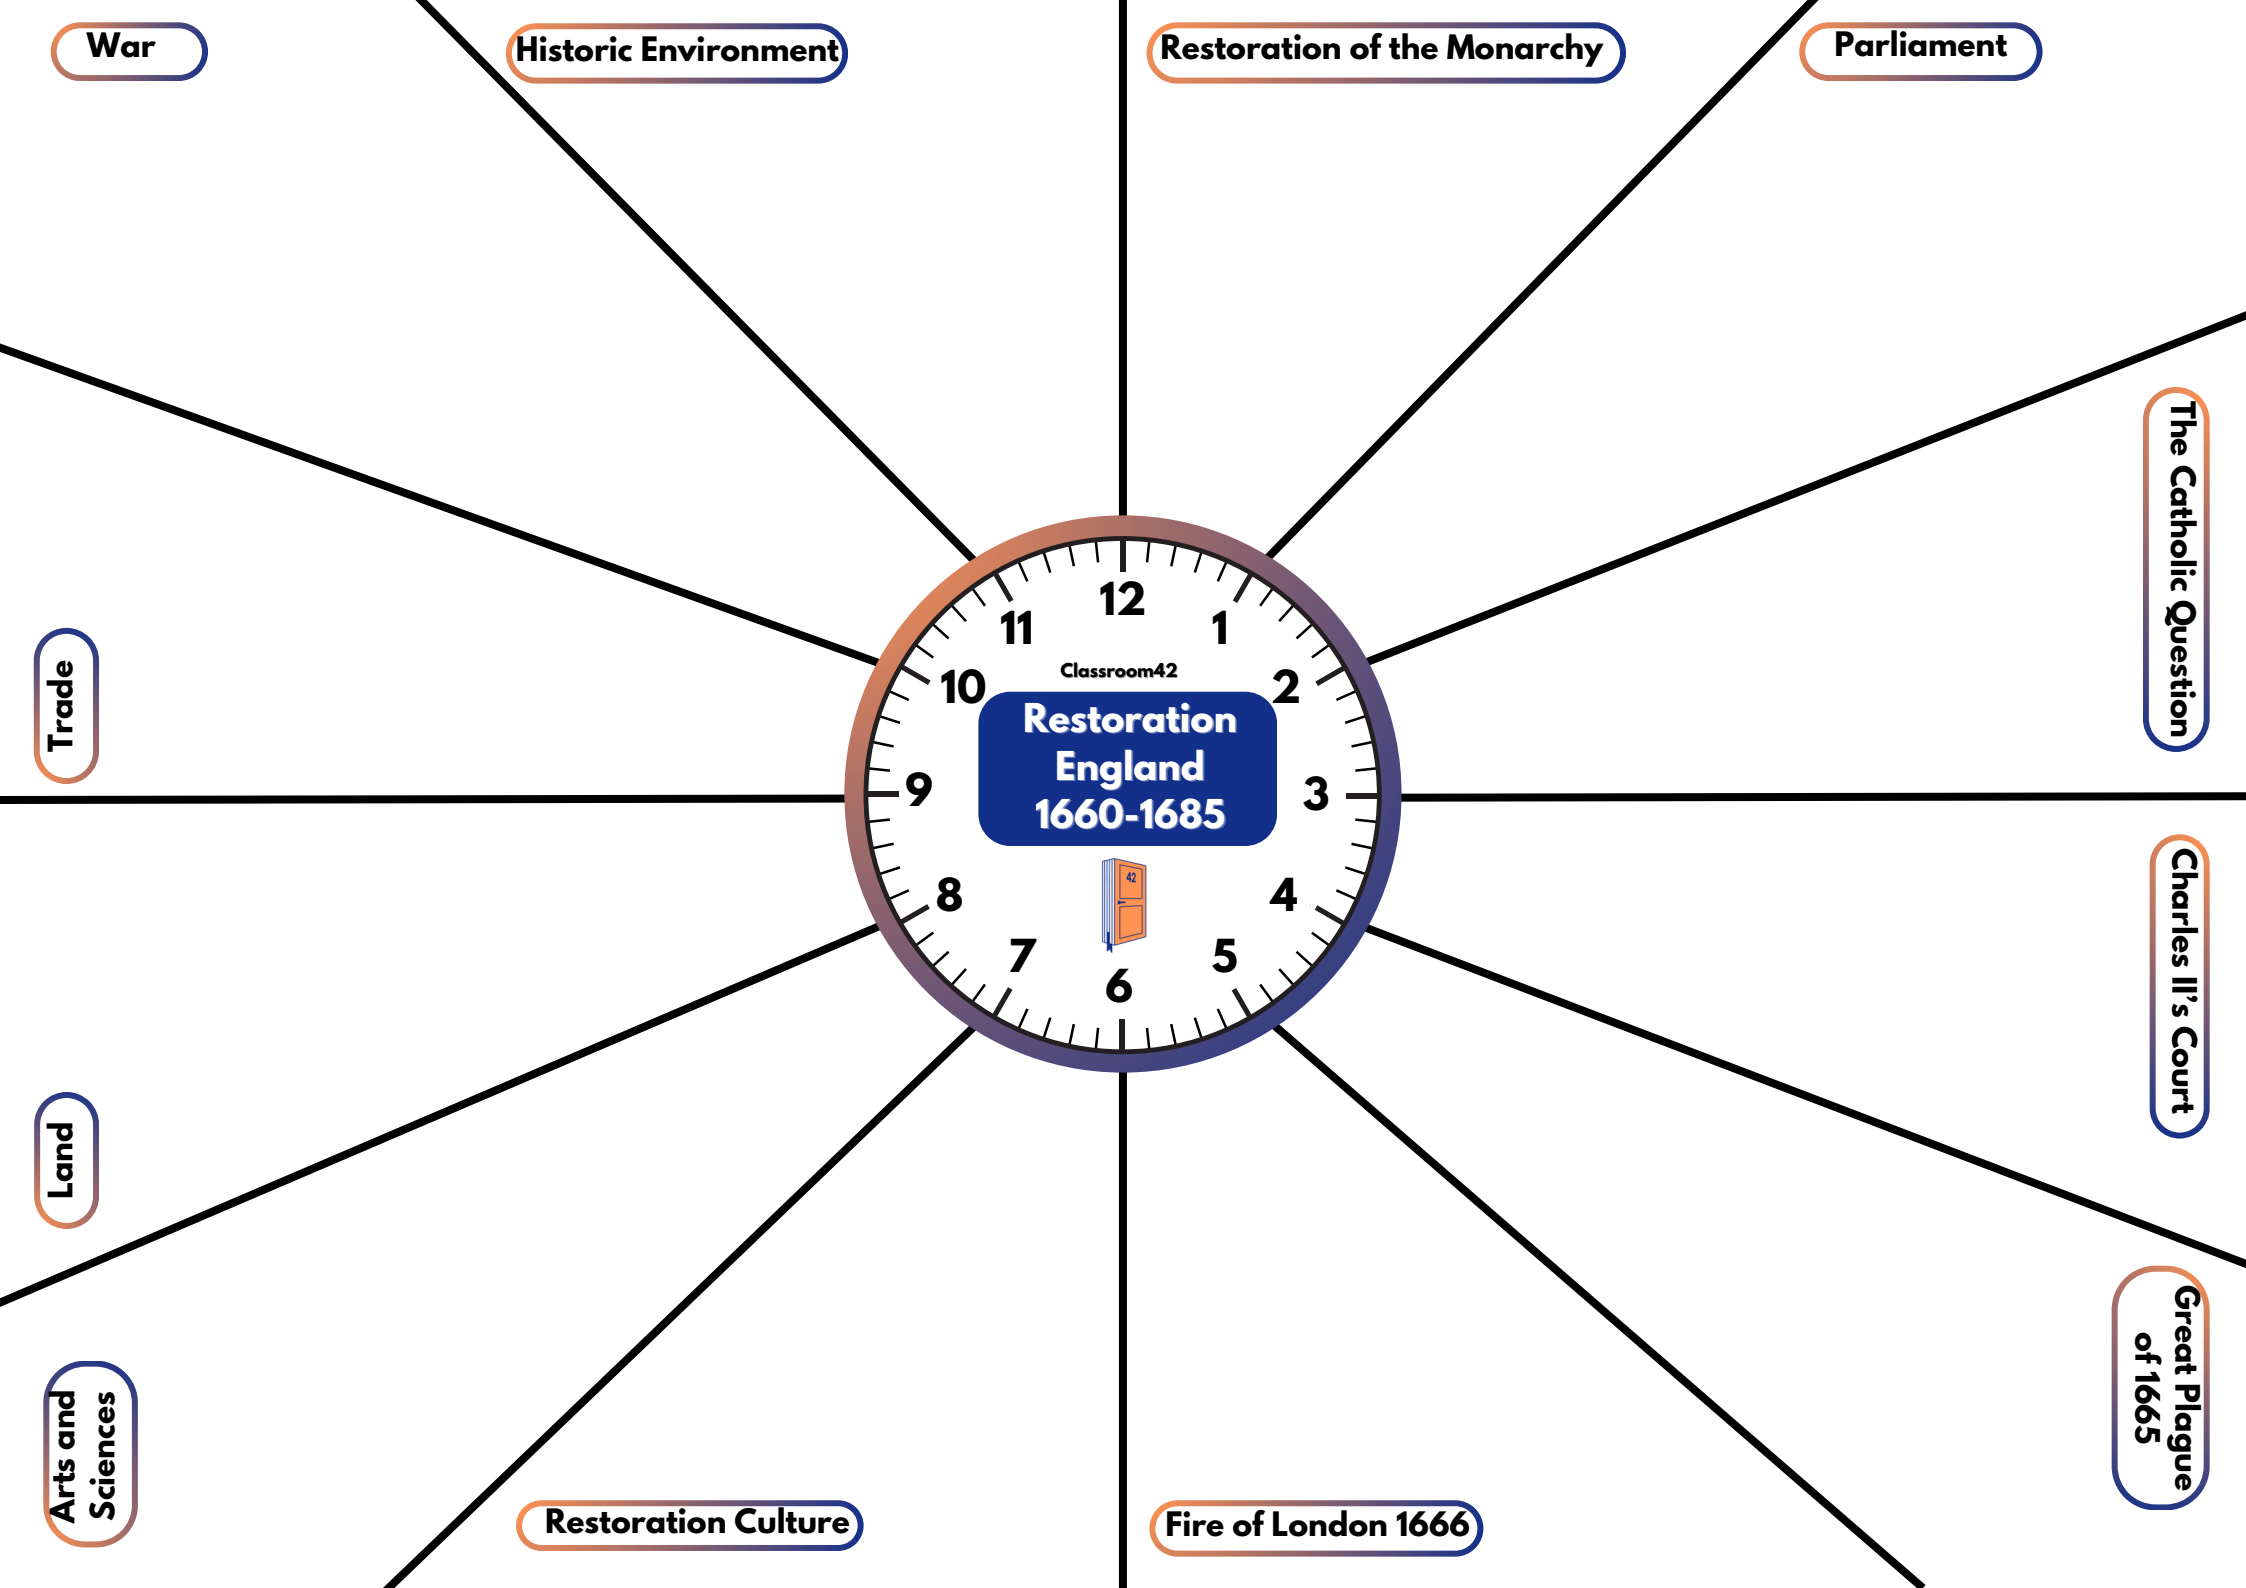 War
Historic Environment
Restoration of the Monarchy
Parliament
The Catholic Question
Charles II's Court
Great Plague
of 1665
Fire of London 1666
Restoration Culture
Arts and
Sciences
Land
Trade
12
1
2
3
4
5
6
7
8
9
10
11
Classroom42
Restoration
England
1660-1685
42